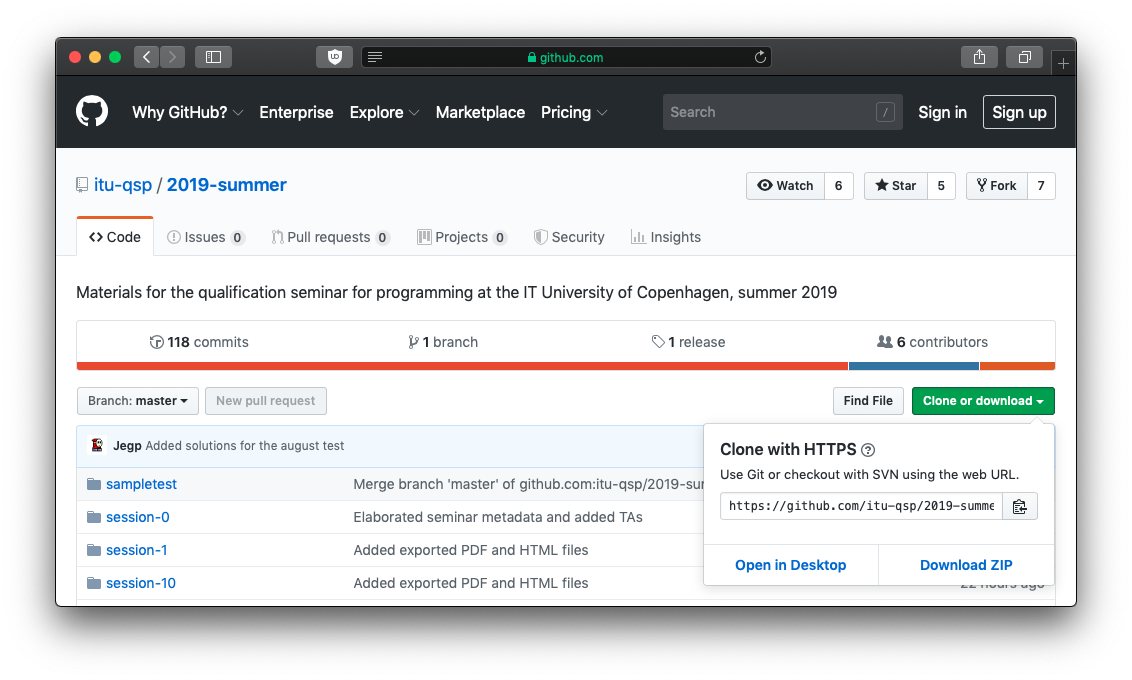 github.com
Why GitHub? Enterprise Explore Marketplace Pricing Search / Sign in Sign up
itu-qsp / 2019-summer Watch 6 Star 5 Fork 7
Code Issues 0 Pull requests 0 Projects 0 Security Insights
Materials for the qualification seminar for programming at the IT University of Copenhagen, summer 2019
118 commits 1 branch 1 release 6 contributors
Branch: master New pull request Find File Clone or download
Jegp Added solutions for the august test
sampletest Merge branch 'master' of github.com:itu-qsp/2019-sur
session-0 Elaborated seminar metadata and added TAs
session-1 Added exported PDF and HTML files
session-10 Added exported PDF and HTML files 22 hours ago
Clone with HTTPS ?
Use Git or checkout with SVN using the web URL.
https://github.com/itu-qsp/2019-summe
Open in Desktop Download ZIP